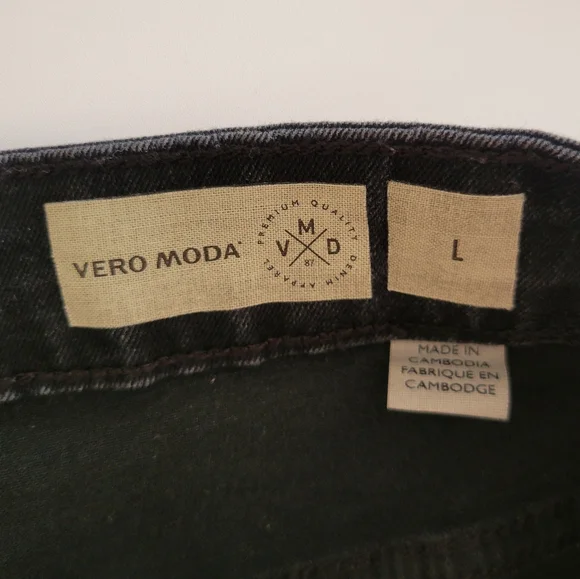 VERO MODA
PREMIUM QUALITY
DENIM APPAREL
V M D
87
L
MADE IN
CAMBODIA
FABRIQUE EN
CAMBODGE